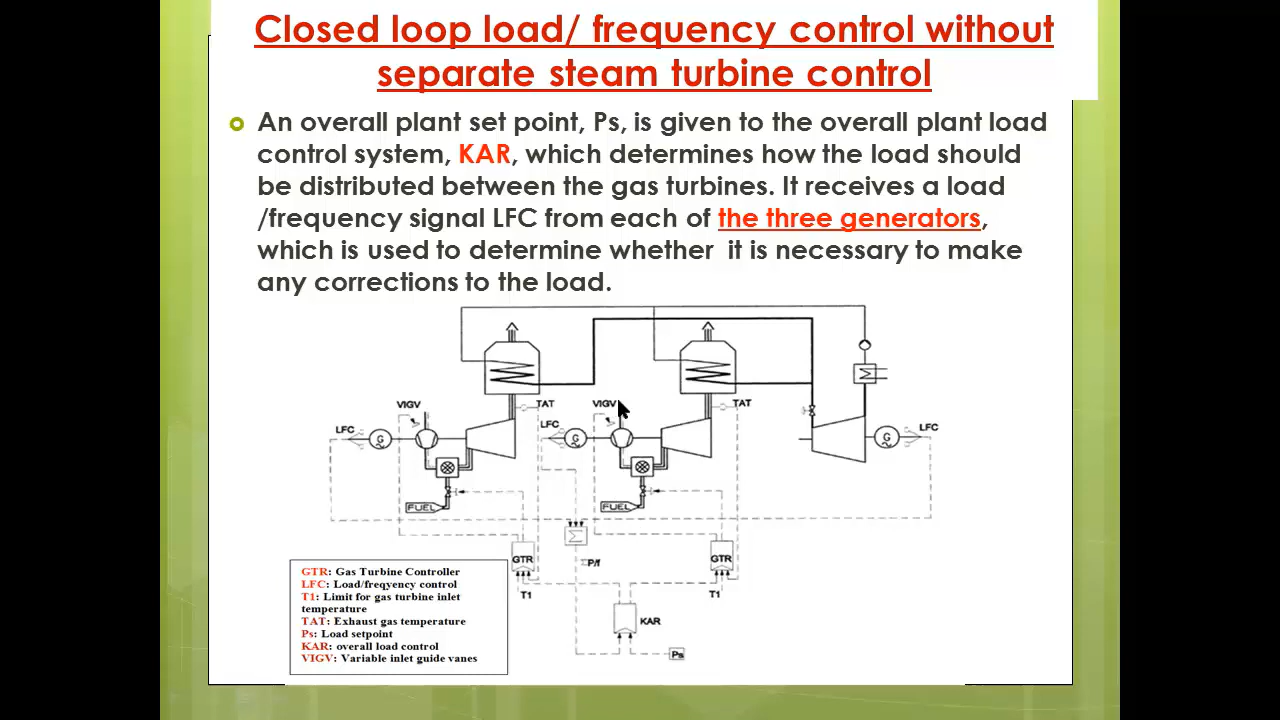 Closed loop load/ frequency control without
separate steam turbine control
An overall plant set point, Ps, is given to the overall plant load
control system, KAR, which determines how the load should
be distributed between the gas turbines. It receives a load
/frequency signal LFC from each of the three generators,
which is used to determine whether it is necessary to make
any corrections to the load.
VIGV
TAT
VIGV
TAT
LFC
G
LFC
G
G
LFC
FUEL
FUEL
Σ
GTR
ΣP/f
GTR
T1
T1
KAR
Ps
GTR: Gas Turbine Controller
LFC: Load/freqyency control
T1: Limit for gas turbine inlet
temperature
TAT: Exhaust gas temperature
Ps: Load setpoint
KAR: overall load control
VIGV: Variable inlet guide vanes